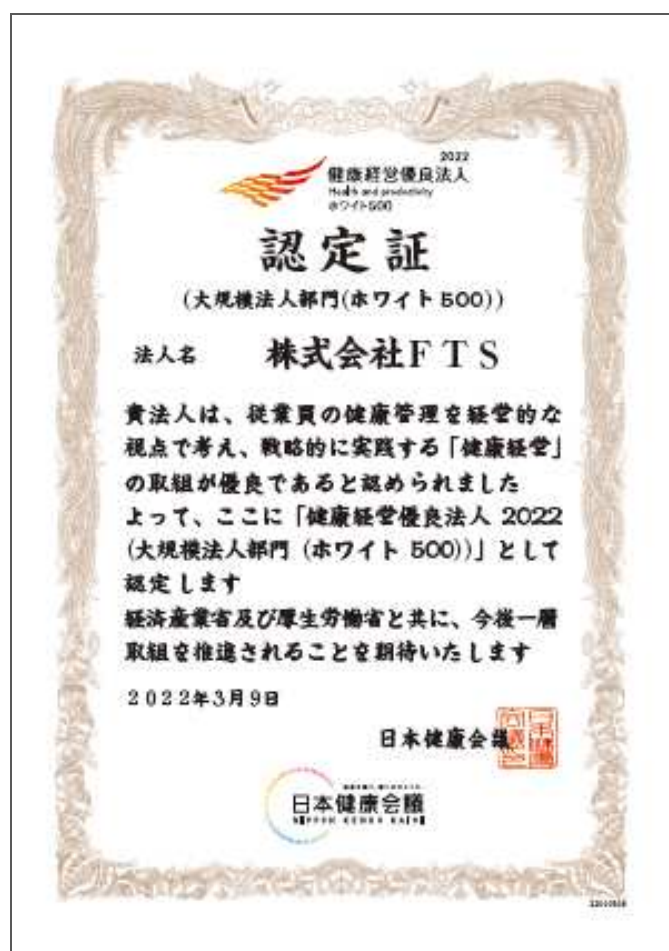 2022
健康経営優良法人
Health and productivity
ホワイト500
認定証
(大規模法人部門(ホワイト500))
法人名 株式会社FTS
貴法人は、従業員の健康管理を経営的な
視点で考え、戦略的に実践する「健康経営」
の取組が優良であると認められました
よって、ここに「健康経営優良法人 2022
(大規模法人部門 (ホワイト 500))」として
認定します
経済産業省及び厚生労働省と共に、今後一層
取組を推進されることを期待いたします
2022年3月9日
日本健康会議
日本健康会議
NIPPON KENKO KAIGI